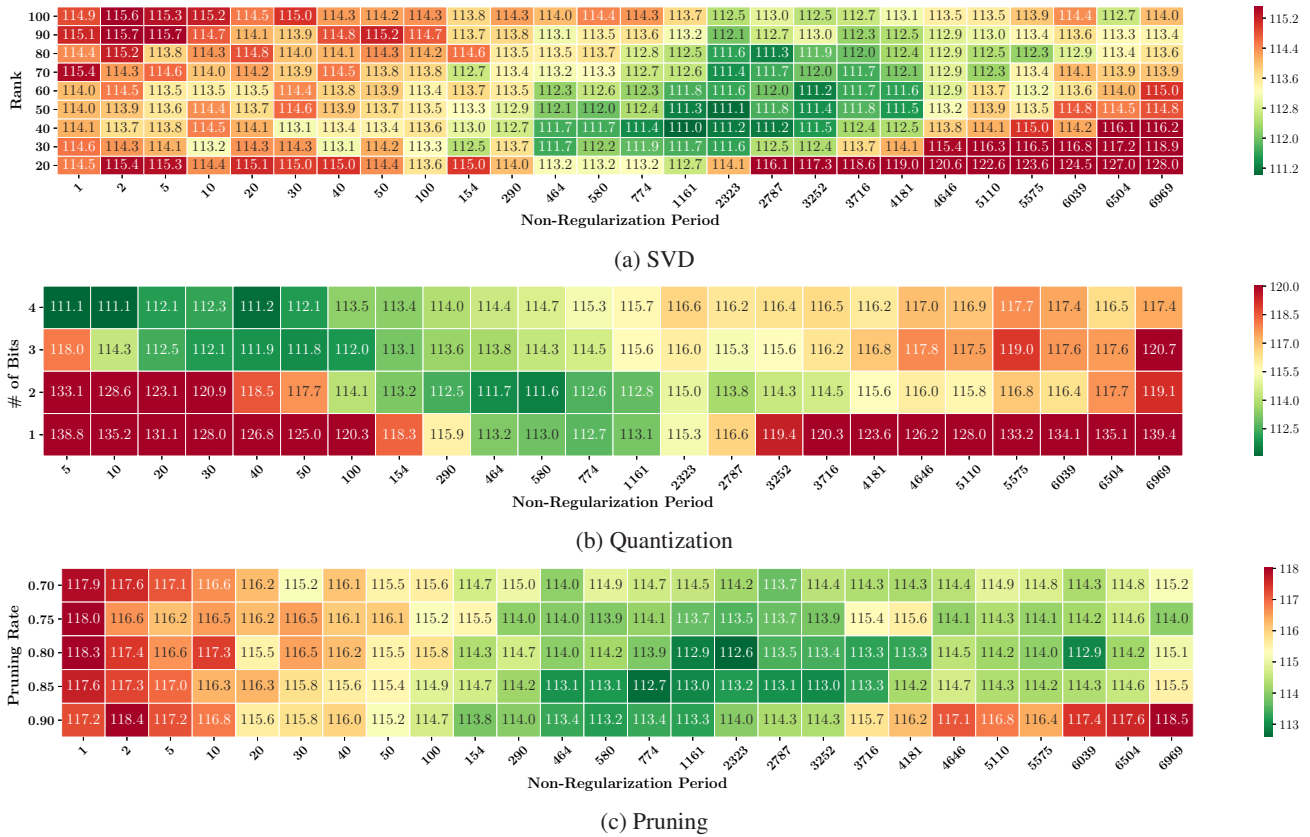 100 114.9 115.6 115.5 115.2 114.5 115.0 114.3 114.2 114.3 113.8 114.3 114.0 114.4 114.3 113.7 112.5 113.0 112.5 112.7 113.1 113.5 113.5 113.9 114.4 112.7 114.0
90 115.1 115.7 115.7 114.7 114.1 113.9 114.8 115.2 114.7 113.7 113.8 113.1 113.5 113.6 113.2 112.1 112.7 113.0 112.3 112.5 112.9 113.0 113.4 113.6 113.3 113.6
80 114.4 115.2 113.8 114.3 114.8 114.0 114.1 114.3 114.2 114.6 113.5 113.5 113.7 112.8 112.5 111.6 111.3 111.9 112.0 112.4 112.5 112.5 112.3 112.9 113.4 113.4
70 115.4 114.3 114.6 114.0 114.2 113.9 114.5 113.8 113.8 112.7 113.4 113.2 113.3 112.7 112.6 111.4 111.7 112.0 111.7 112.1 112.9 112.3 113.4 114.1 113.9 113.9
60 114.0 114.5 113.5 113.5 113.5 114.4 113.8 114.2 113.7 113.5 113.5 112.3 112.6 112.3 111.8 111.6 112.0 111.2 111.7 111.6 112.9 113.7 113.2 113.6 114.0 115.0
50 114.0 113.9 113.6 114.4 113.7 114.6 113.9 113.7 113.5 113.3 112.9 112.1 112.0 112.4 111.3 111.1 111.8 111.4 111.8 111.5 113.2 113.9 113.5 114.8 114.5 114.8
40 114.1 113.7 113.8 114.5 114.1 113.1 113.4 113.4 113.6 113.0 112.7 111.7 111.7 111.4 111.0 111.2 111.2 111.5 112.4 112.5 113.8 114.1 115.0 114.2 116.1 116.2
30 114.6 114.3 114.1 113.2 114.3 114.3 113.1 114.2 113.3 112.5 113.7 111.7 112.2 111.9 111.7 111.6 112.5 112.4 113.7 114.1 115.4 116.3 116.5 116.8 117.2 118.9
20 114.5 115.4 115.3 114.4 115.1 115.0 115.0 114.4 113.6 115.0 114.0 113.2 113.2 113.2 112.7 114.1 116.1 117.3 118.6 119.0 120.6 122.6 123.6 124.5 127.0 128.0
Rank
1 2 5 10 20 30 40 50 100 154 290 464 580 774 1161 2323 2787 3252 3716 4181 4646 5110 5575 6039 6504 6969
Non-Regularization Period
115.2
114.4
113.6
112.8
112.0
111.2
(a) SVD
4 111.1 111.1 112.1 112.3 111.2 112.1 113.5 113.4 114.0 114.4 114.7 115.3 115.7 116.6 116.2 116.4 116.5 116.2 117.0 116.9 117.7 117.4 116.5 117.4
3 118.0 114.3 112.5 112.1 111.9 111.8 112.0 113.1 113.6 113.8 114.3 114.5 115.6 116.0 115.3 115.6 116.2 116.8 117.8 117.5 119.0 117.6 117.6 120.7
2 133.1 128.6 123.1 120.9 118.5 117.7 114.1 113.2 112.5 111.7 111.6 112.6 112.8 115.0 113.8 114.3 114.5 115.6 116.0 115.8 116.8 116.4 117.7 119.1
1 138.8 135.2 131.1 128.0 126.8 125.0 120.3 118.3 115.9 113.2 113.0 112.7 113.1 115.3 116.6 119.4 120.3 123.6 126.2 128.0 133.2 134.1 135.1 139.4
# of Bits
5 10 20 30 40 50 100 154 290 464 580 774 1161 2323 2787 3252 3716 4181 4646 5110 5575 6039 6504 6969
Non-Regularization Period
120.0
118.5
117.0
115.5
114.0
112.5
(b) Quantization
0.70 117.9 117.6 117.1 116.6 116.2 115.2 116.1 115.5 115.6 114.7 115.0 114.0 114.9 114.7 114.5 114.2 113.7 114.4 114.3 114.3 114.4 114.9 114.8 114.3 114.8 115.2
0.75 118.0 116.6 116.2 116.5 116.2 116.5 116.1 116.1 115.2 115.5 114.0 114.0 113.9 114.1 113.7 113.5 113.7 113.9 115.4 115.6 114.1 114.3 114.1 114.2 114.6 114.0
0.80 118.3 117.4 116.6 117.3 115.5 116.5 116.2 115.5 115.8 114.3 114.8 114.0 114.2 113.9 112.9 112.6 113.5 113.4 113.3 113.3 114.5 114.2 114.0 112.9 114.2 115.1
0.85 117.6 117.3 117.0 116.3 116.3 115.8 115.6 115.4 114.9 114.7 114.2 113.1 113.1 112.7 113.0 113.2 113.1 113.0 113.3 114.2 114.7 114.3 114.2 114.3 114.6 115.5
0.90 117.2 118.4 117.2 116.8 115.6 115.8 116.0 115.2 114.7 113.8 114.0 113.4 113.2 113.4 113.3 114.0 114.3 114.3 115.7 116.2 117.1 116.8 116.4 117.4 117.6 118.5
Pruning Rate
1 2 5 10 20 30 40 50 100 154 290 464 580 774 1161 2323 2787 3252 3716 4181 4646 5110 5575 6039 6504 6969
Non-Regularization Period
118
117
116
115
114
113
(c) Pruning